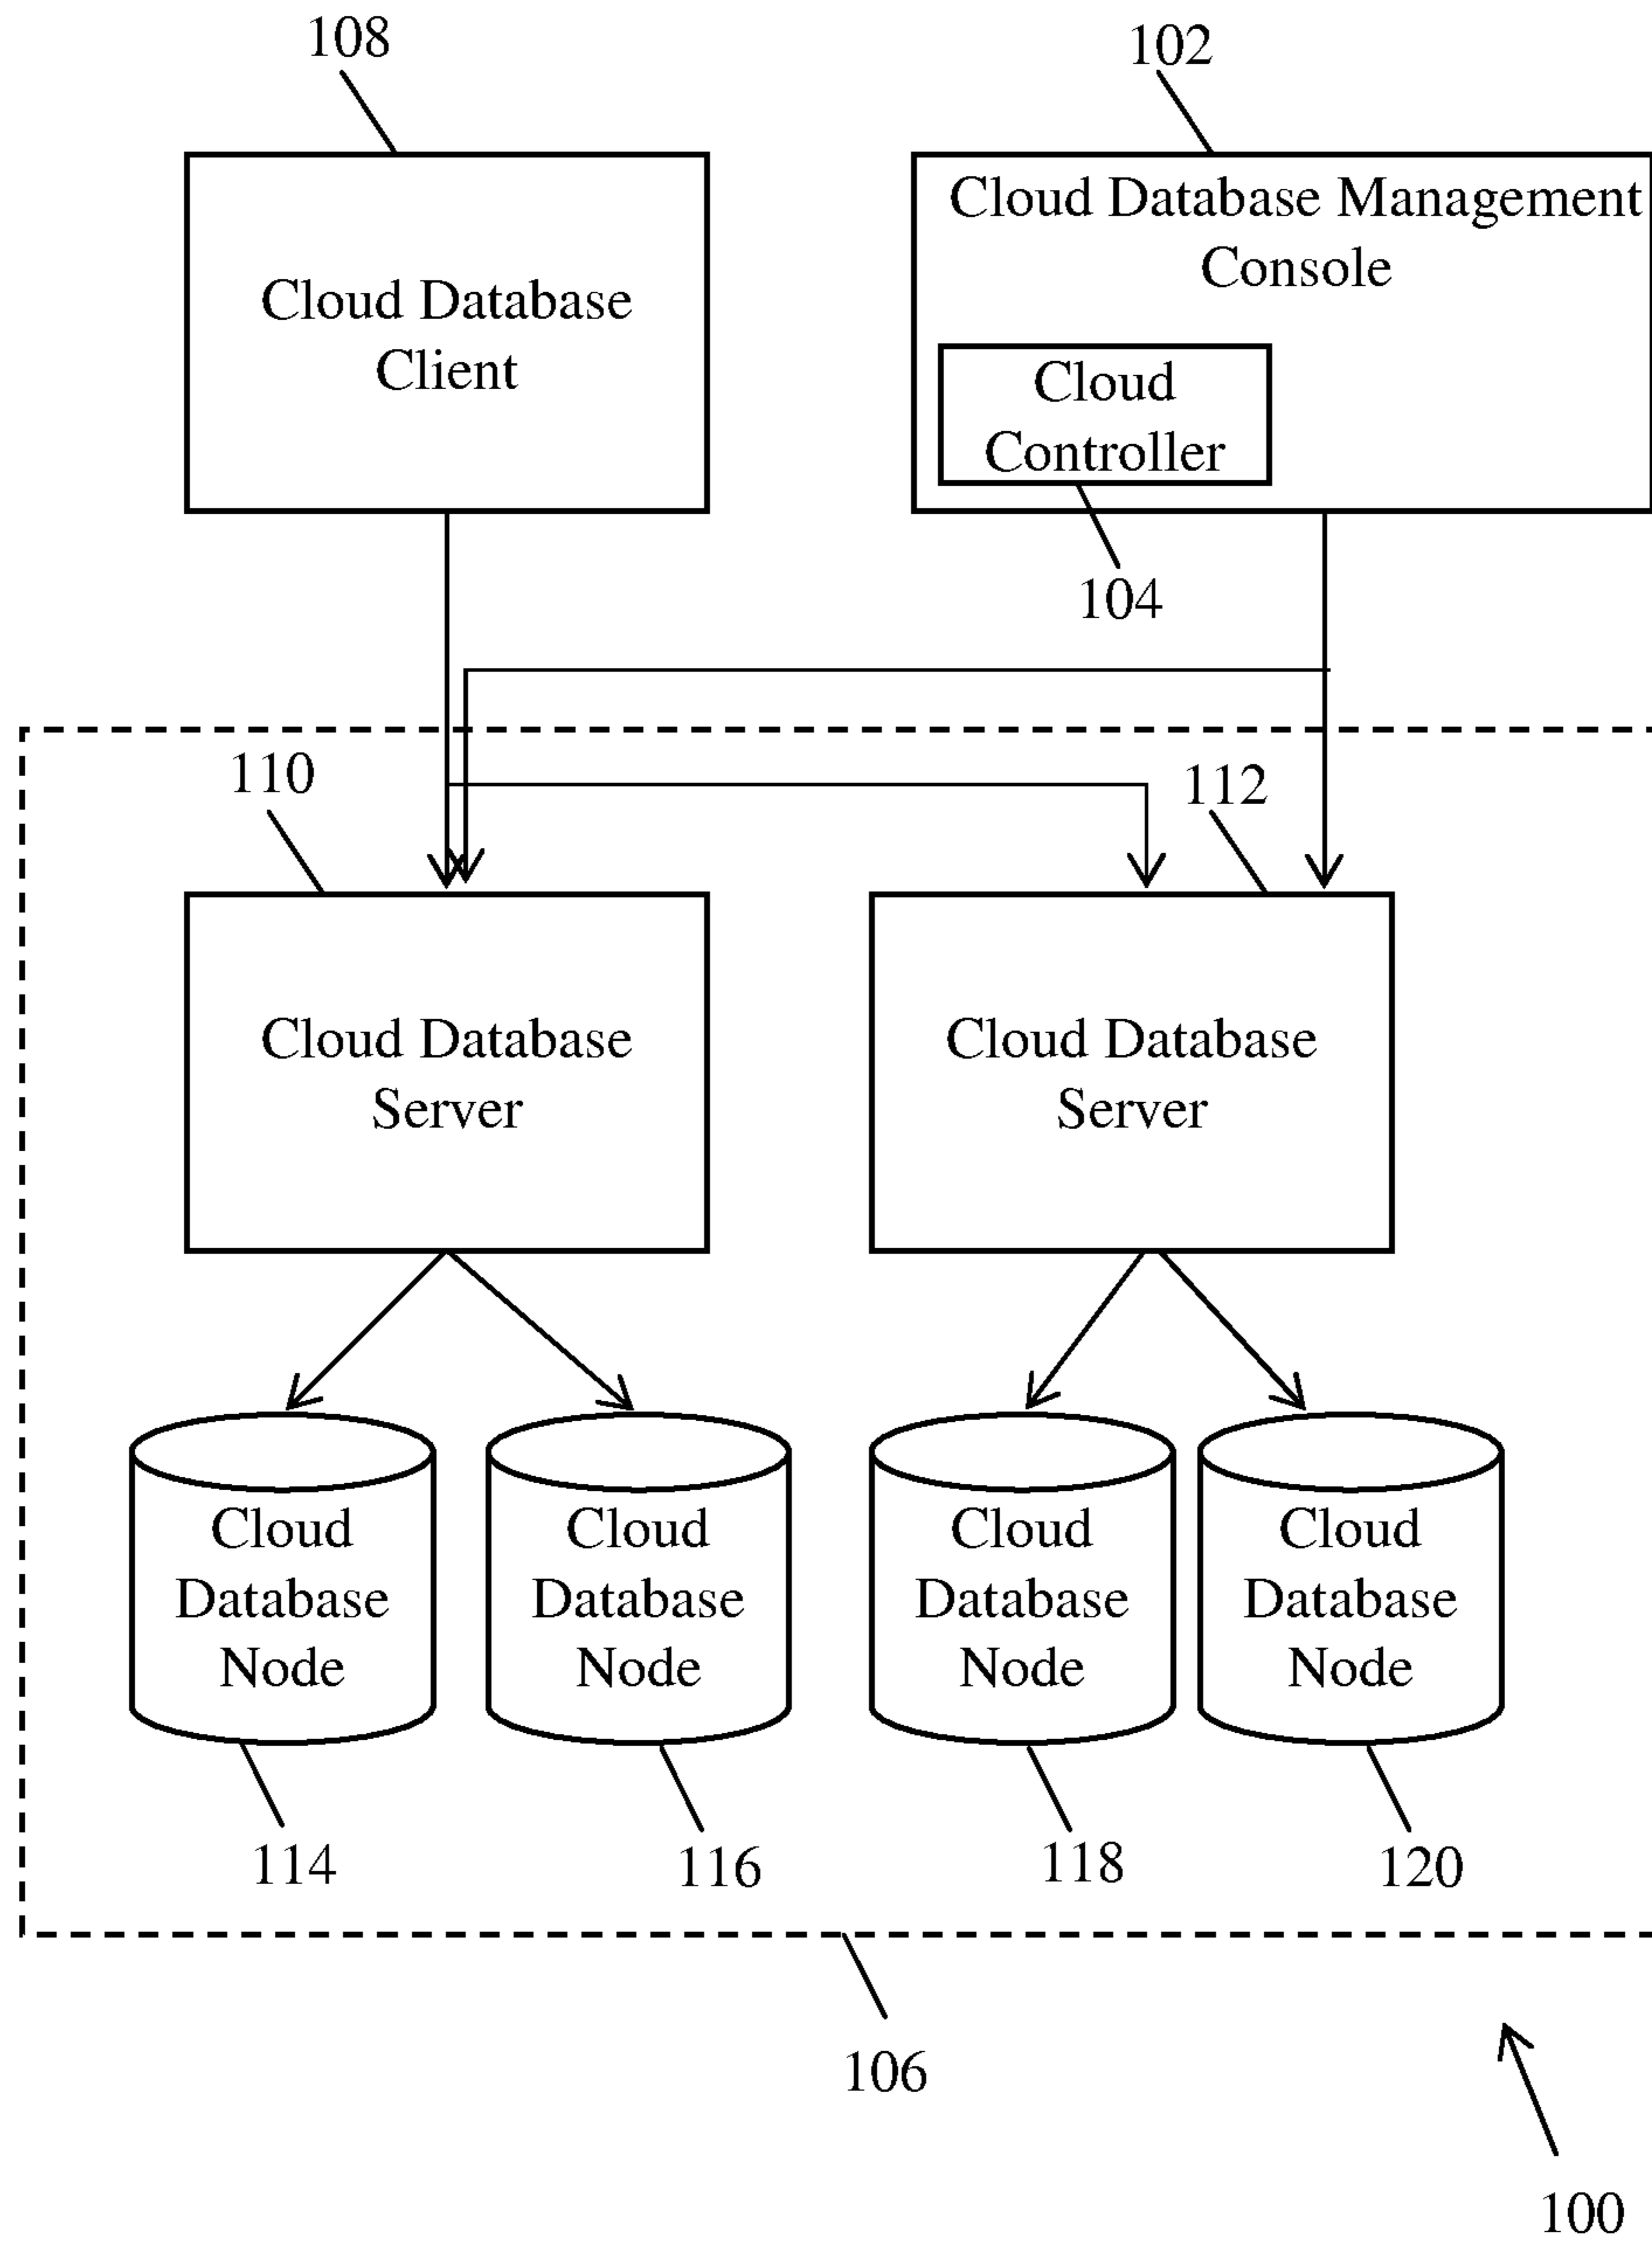 108
102
Cloud Database
Client
Cloud Database Management
Console
Cloud
Controller
104
110
112
Cloud Database
Server
Cloud Database
Server
Cloud
Database
Node
Cloud
Database
Node
Cloud
Database
Node
Cloud
Database
Node
114
116
118
120
106
100